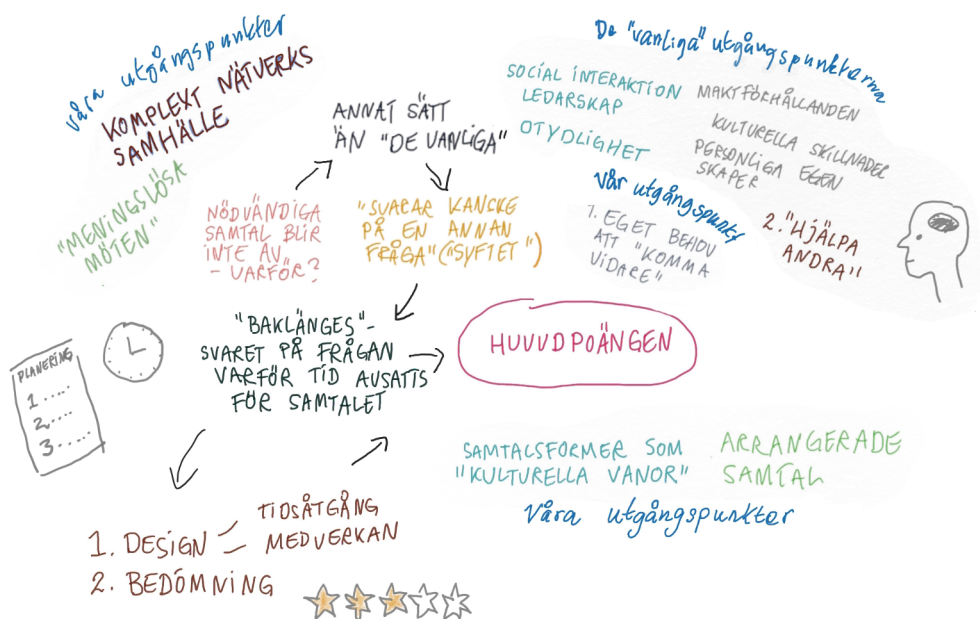 våra utgångspunkter
KOMPLEXT NÄTVERKS
SAMHÄLLE
"MENINGSLÖSA
MÖTEN"
ANNAT SÄTT
ÄN "DE VANLIGA"
NÖDVÄNDIGA
SAMTAL BLIR
INTE AV
- VARFÖR?
"SVARAR KANSKE
PÅ EN ANNAN
FRÅGA" ("SYFTET")
De "vanliga" utgångspunkterna
SOCIAL INTERAKTION
LEDARSKAP
OTYDLIGHET
MAKTFÖRHÅLLANDEN
KULTURELLA SKILLNADER
PERSONLIGA EGEN
SKAPER
Vår utgångspunkt
1. EGET BEHOV
ATT "KOMMA
VIDARE"
2. "HJÄLPA
ANDRA"
PLANERING
1.....
2....
3.....
"BAKLÄNGES"-
SVARET PÅ FRÅGAN
VARFÖR TID AVSATTS
FÖR SAMTALET
HUVUDPOÄNGEN
SAMTALSFORMER SOM
"KULTURELLA VANOR"
ARRANGERADE
SAMTAL
Våra utgångspunkter
1. DESIGN
TIDSÅTGÅNG
MEDVERKAN
2. BEDÖMNING